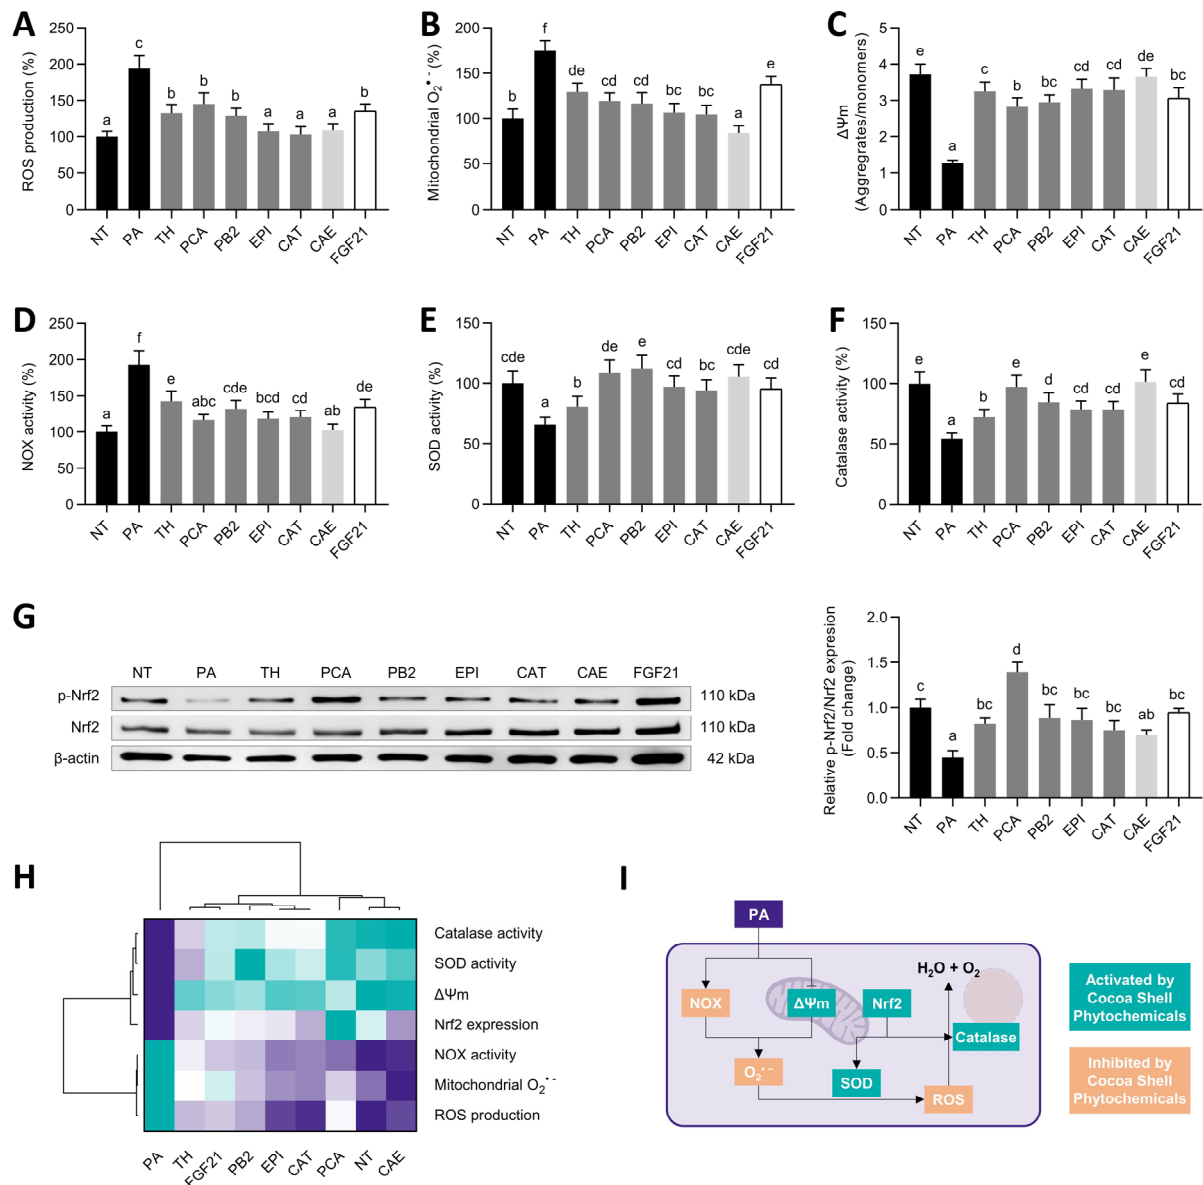 A
ROS production (%)
250
200
150
100
50
0
a
c
b
b
b
a
a
a
b
NT
PA
TH
PCA
PB2
EPI
CAT
CAE
FGF21
B
Mitochondrial O₂•⁻ (%)
200
150
100
50
0
b
f
de
cd
cd
bc
bc
a
e
NT
PA
TH
PCA
PB2
EPI
CAT
CAE
FGF21
C
ΔΨm
(Aggregrates/monomers)
5
4
3
2
1
0
e
a
c
b
bc
cd
cd
de
bc
NT
PA
TH
PCA
PB2
EPI
CAT
CAE
FGF21
D
NOX activity (%)
250
200
150
100
50
0
a
f
e
abc
cde
bcd
cd
ab
de
NT
PA
TH
PCA
PB2
EPI
CAT
CAE
FGF21
E
SOD activity (%)
150
100
50
0
cde
a
b
de
e
cd
bc
cde
cd
NT
PA
TH
PCA
PB2
EPI
CAT
CAE
FGF21
F
Catalase activity (%)
150
100
50
0
e
a
b
e
d
cd
cd
e
cd
NT
PA
TH
PCA
PB2
EPI
CAT
CAE
FGF21
G
NT PA TH PCA PB2 EPI CAT CAE FGF21
p-Nrf2 110 kDa
Nrf2 110 kDa
β-actin 42 kDa
Relative p-Nrf2/Nrf2 expression
(Fold change)
2.0
1.5
1.0
0.5
0.0
c
a
bc
d
bc
bc
bc
ab
bc
NT
PA
TH
PCA
PB2
EPI
CAT
CAE
FGF21
H
Catalase activity
SOD activity
ΔΨm
Nrf2 expression
NOX activity
Mitochondrial O₂•⁻
ROS production
PA
TH
FGF21
PB2
EPI
CAT
PCA
NT
CAE
I
PA
H₂O + O₂
NOX
ΔΨm
Nrf2
Catalase
O₂•⁻
SOD
ROS
Activated by
Cocoa Shell
Phytochemicals
Inhibited by
Cocoa Shell
Phytochemicals